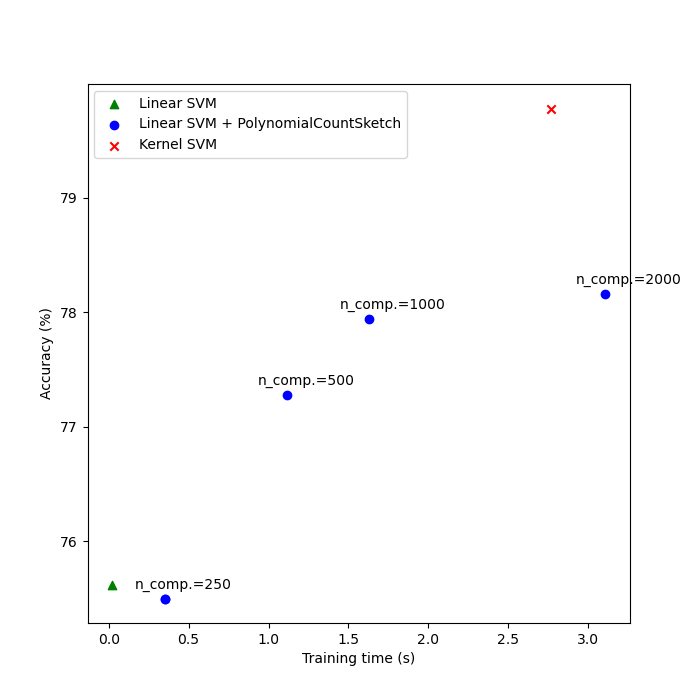 Linear SVM
Linear SVM + PolynomialCountSketch
Kernel SVM
79
n_comp.=2000
78
n_comp.=1000
n_comp.=500
77
76
n_comp.=250
0.0 0.5 1.0 1.5 2.0 2.5 3.0
Training time (s)
Accuracy (%)